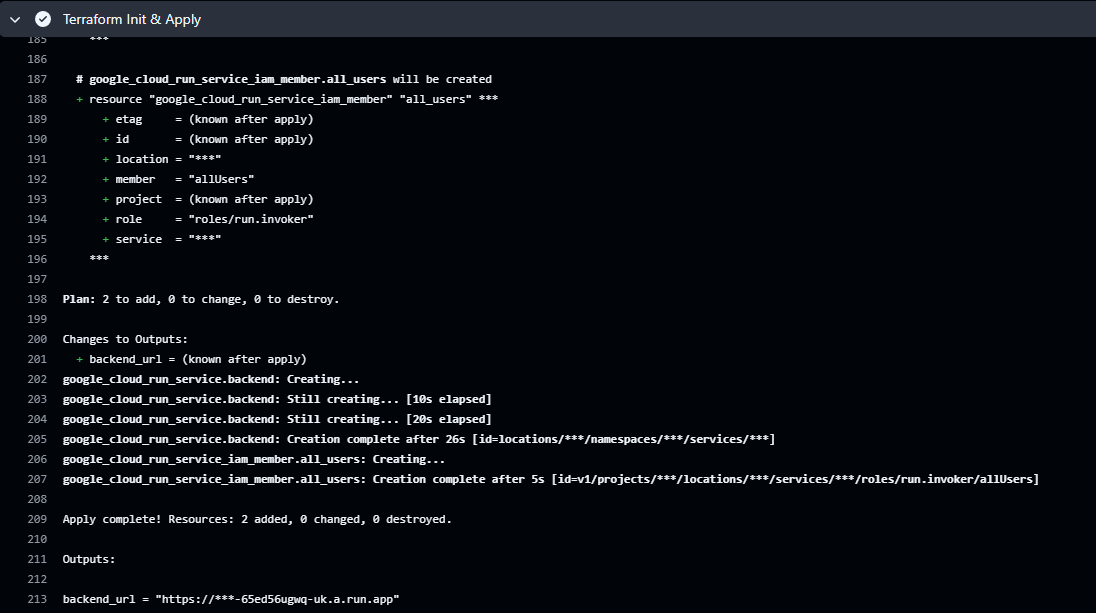 Terraform Init & Apply
185 ***
186
187 # google_cloud_run_service_iam_member.all_users will be created
188 + resource "google_cloud_run_service_iam_member" "all_users" ***
189 + etag = (known after apply)
190 + id = (known after apply)
191 + location = "***"
192 + member = "allUsers"
193 + project = (known after apply)
194 + role = "roles/run.invoker"
195 + service = "***"
196 ***
197
198 Plan: 2 to add, 0 to change, 0 to destroy.
199
200 Changes to Outputs:
201 + backend_url = (known after apply)
202 google_cloud_run_service.backend: Creating...
203 google_cloud_run_service.backend: Still creating... [10s elapsed]
204 google_cloud_run_service.backend: Still creating... [20s elapsed]
205 google_cloud_run_service.backend: Creation complete after 26s [id=locations/***/namespaces/***/services/***]
206 google_cloud_run_service_iam_member.all_users: Creating...
207 google_cloud_run_service_iam_member.all_users: Creation complete after 5s [id=v1/projects/***/locations/***/services/***/roles/run.invoker/allUsers]
208
209 Apply complete! Resources: 2 added, 0 changed, 0 destroyed.
210
211 Outputs:
212
213 backend_url = "https://***-65ed56ugwq-uk.a.run.app"